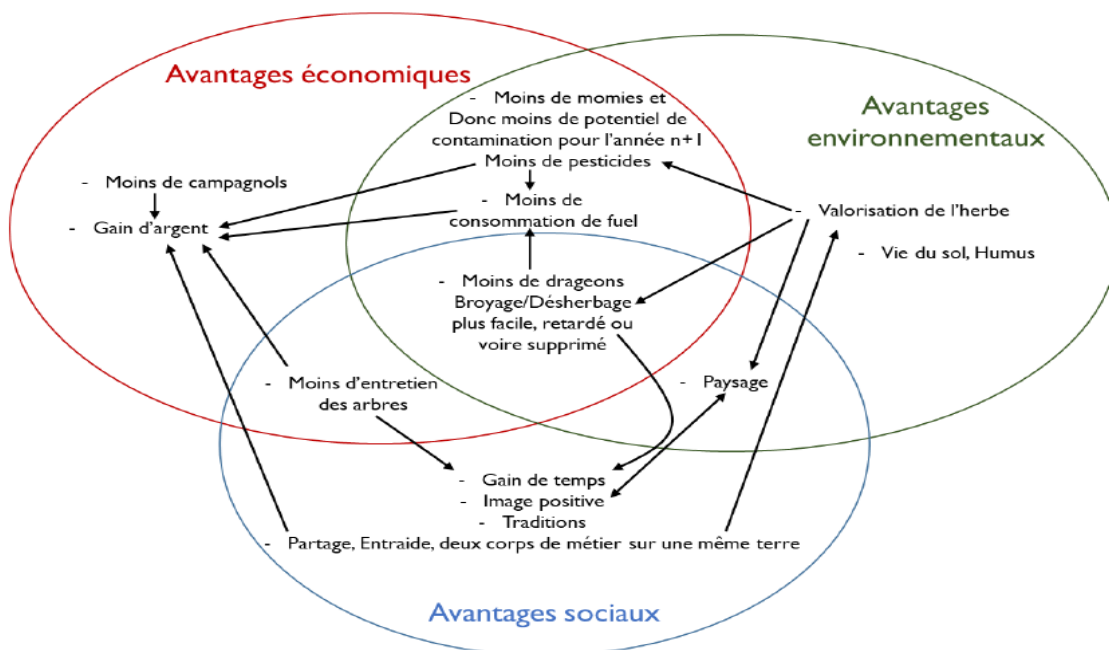 Avantages économiques
- Moins de momies et
Donc moins de potentiel de
contamination pour l'année n+1
Moins de pesticides
Avantages
environnementaux
- Moins de campagnols
- Gain d'argent
- Moins de
consommation de fuel
- Valorisation de l'herbe
- Vie du sol, Humus
- Moins de drageons
Broyage/Désherbage
plus facile, retardé ou
voire supprimé
- Moins d'entretien
des arbres
- Paysage
- Gain de temps
- Image positive
- Traditions
- Partage, Entraide, deux corps de métier sur une même terre
Avantages sociaux